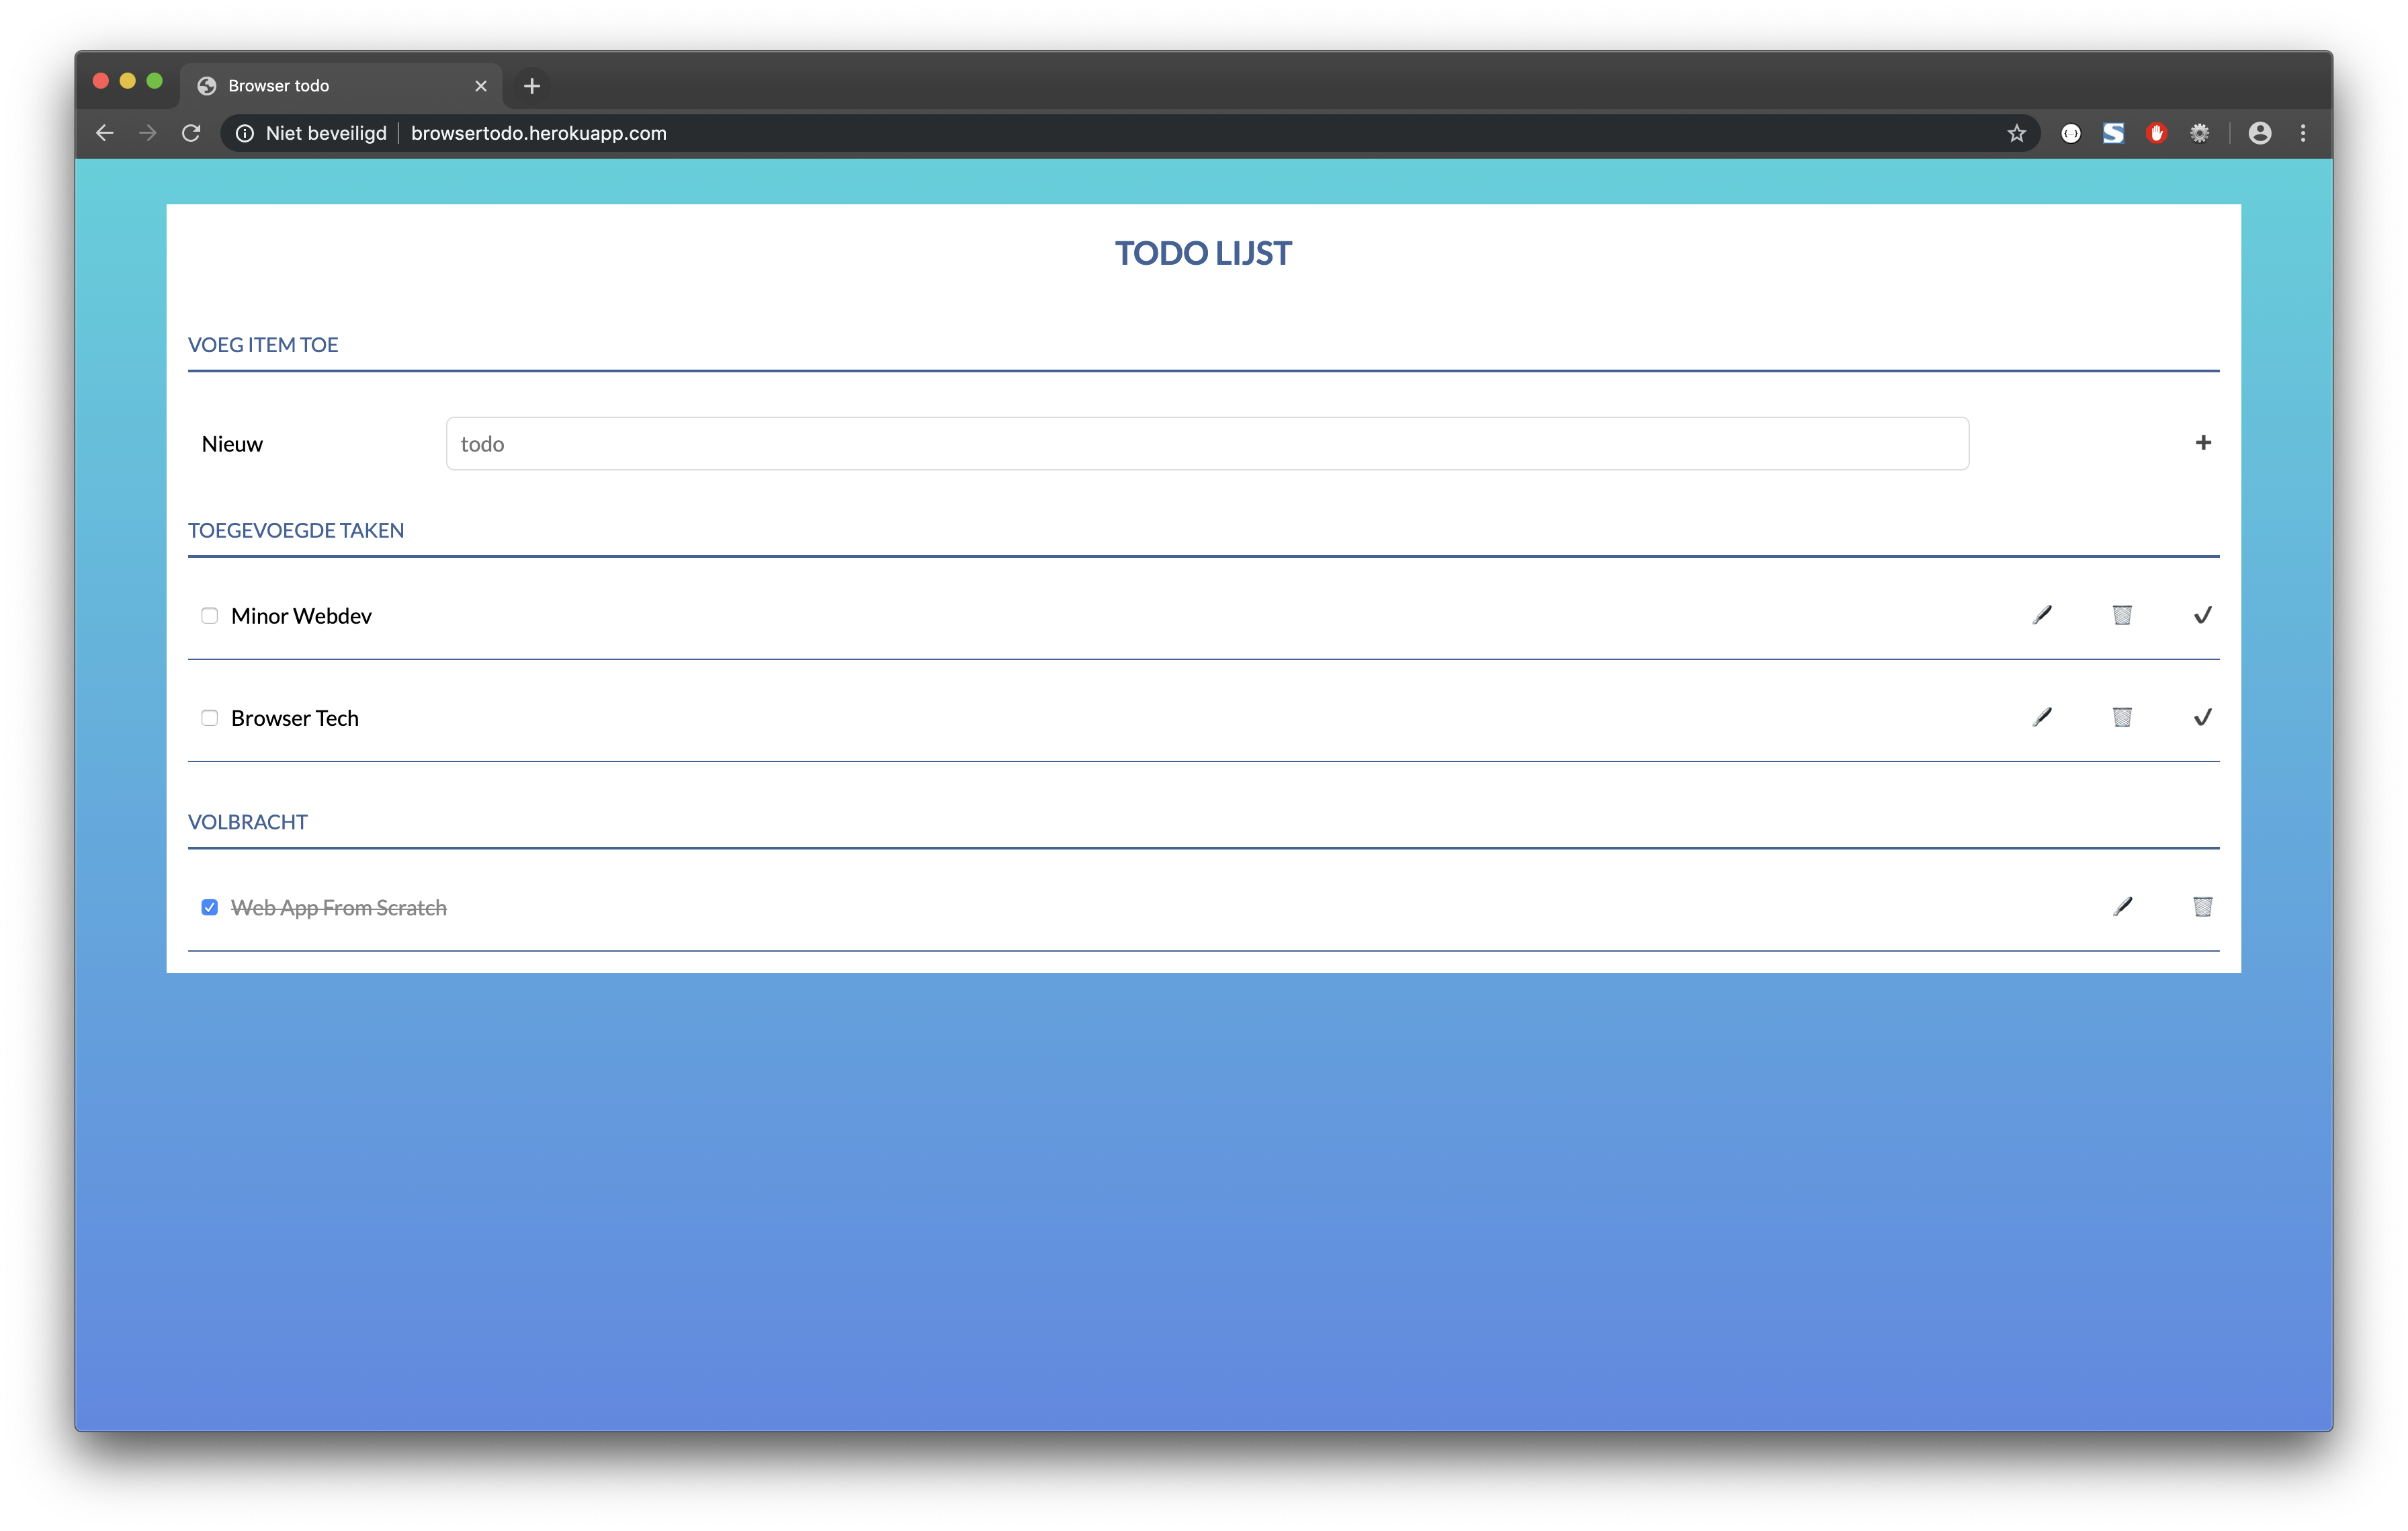 Browser todo
Niet beveiligd browsertodo.herokuapp.com
TODO LIJST
VOEG ITEM TOE
Nieuw todo
TOEGEVOEGDE TAKEN
Minor Webdev
Browser Tech
VOLBRACHT
Web App From Scratch